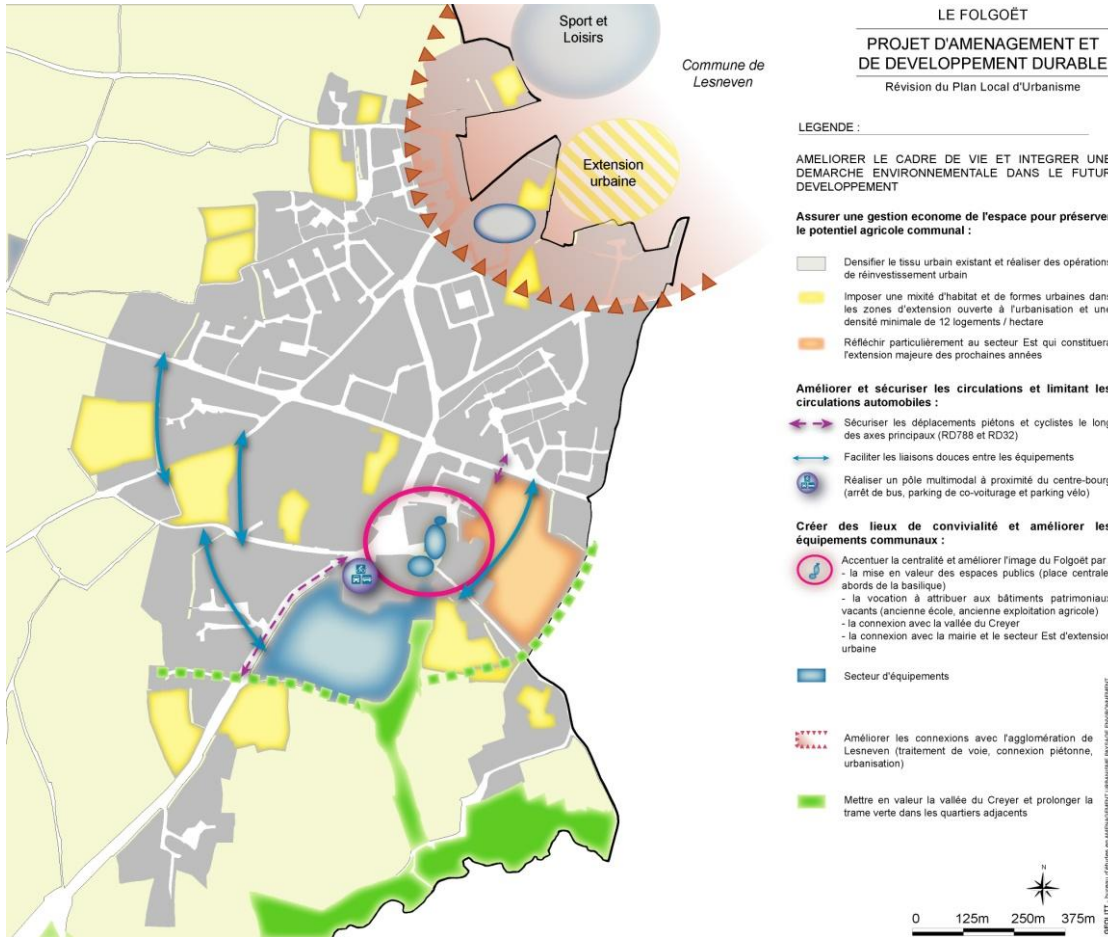 Sport et
Loisirs
Commune de
Lesneven
Extension
urbaine
LE FOLGOËT
PROJET D'AMENAGEMENT ET
DE DEVELOPPEMENT DURABLE
Révision du Plan Local d'Urbanisme
LEGENDE :
AMELIORER LE CADRE DE VIE ET INTEGRER UNE
DEMARCHE ENVIRONNEMENTALE DANS LE FUTUR
DEVELOPPEMENT
Assurer une gestion econome de l'espace pour préserver
le potentiel agricole communal :
Densifier le tissu urbain existant et réaliser des opérations
de réinvestissement urbain
Imposer une mixité d'habitat et de formes urbaines dans
les zones d'extension ouverte à l'urbanisation et une
densité minimale de 12 logements / hectare
Réfléchir particulièrement au secteur Est qui constituera
l'extension majeure des prochaines années
Améliorer et sécuriser les circulations et limitant les
circulations automobiles :
Sécuriser les déplacements piétons et cyclistes le long
des axes principaux (RD788 et RD32)
Faciliter les liaisons douces entre les équipements
Réaliser un pôle multimodal à proximité du centre-bourg
(arrêt de bus, parking de co-voiturage et parking vélo)
Créer des lieux de convivialité et améliorer les
équipements communaux :
Accentuer la centralité et améliorer l'image du Folgoët par
- la mise en valeur des espaces publics (place centrale,
abords de la basilique)
- la vocation à attribuer aux bâtiments patrimoniaux
vacants (ancienne école, ancienne exploitation agricole)
- la connexion avec la vallée du Creyer
- la connexion avec la mairie et le secteur Est d'extension
urbaine
Secteur d'équipements
Améliorer les connexions avec l'agglomération de
Lesneven (traitement de voie, connexion piétonne,
urbanisation)
Mettre en valeur la vallée du Creyer et prolonger la
trame verte dans les quartiers adjacents
N
0 125m 250m 375m